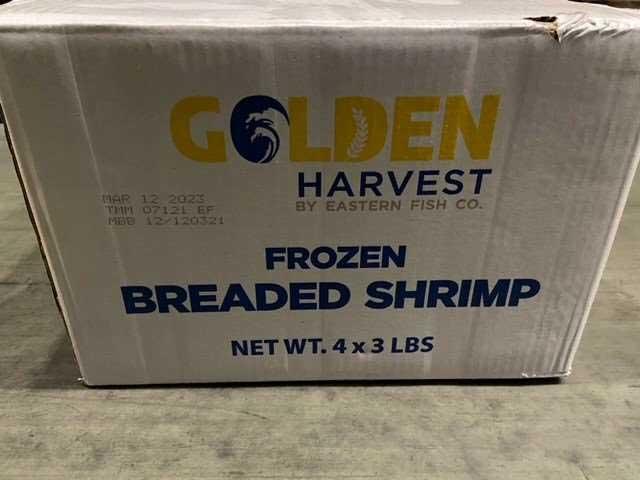 GOLDEN
HARVEST
BY EASTERN FISH CO.
MAR 12 2023
TMM 07121 EF
MBB 12/120321
FROZEN
BREADED SHRIMP
NET WT. 4 x 3 LBS